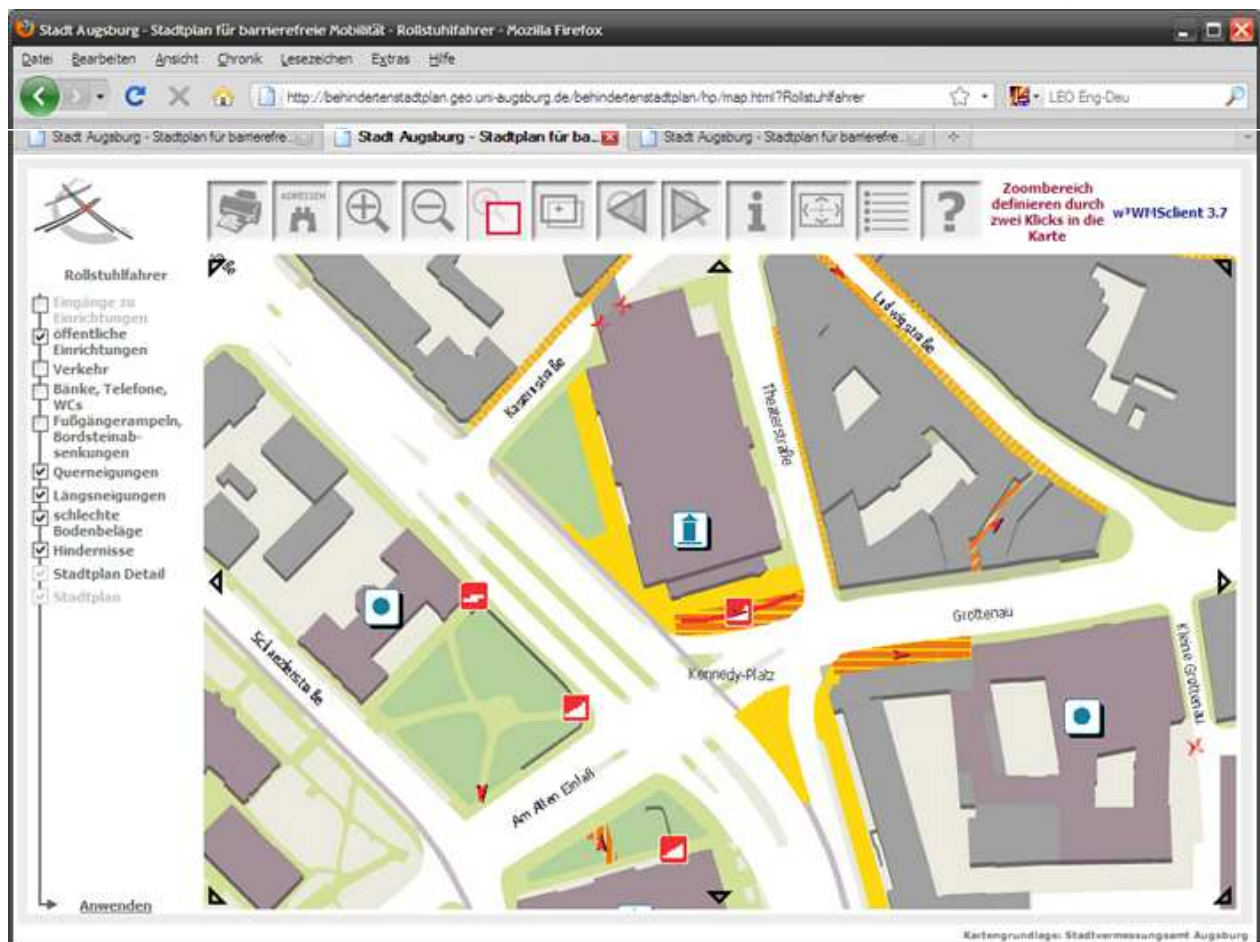 Stadt Augsburg - Stadtplan für barrierefreie Mobilität - Rollstuhlfahrer - Mozilla Firefox
Datei Bearbeiten Ansicht Chronik Lesezeichen Extras Hilfe
http://behindertenstadtplan.geo.uni-augsburg.de/behindertenstadtplan/hp/map.html?Rollstuhlfahrer
LEO Eng-Deu
Stadt Augsburg - Stadtplan für barrierefre...
Stadt Augsburg - Stadtplan für ba...
Stadt Augsburg - Stadtplan für barrierefre...
ADRESSEN
i
?
Zoombereich
definieren durch
zwei Klicks in die
Karte
w³WMSclient 3.7
Rollstuhlfahrer
Eingänge zu
Einrichtungen
öffentliche
Einrichtungen
Verkehr
Bänke, Telefone,
WCs
Fußgängerampeln,
Bordsteinab-
senkungen
Querneigungen
Längsneigungen
schlechte
Bodenbeläge
Hindernisse
Stadtplan Detail
Stadtplan
Anwenden
Kasernstraße
Theaterstraße
Ludwigstraße
Grottenau
Kennedy-Platz
Kleine Grottenau
Schaezlerstraße
Am Alten Einlaß
Kartengrundlage: Stadtvermessungsamt Augsburg